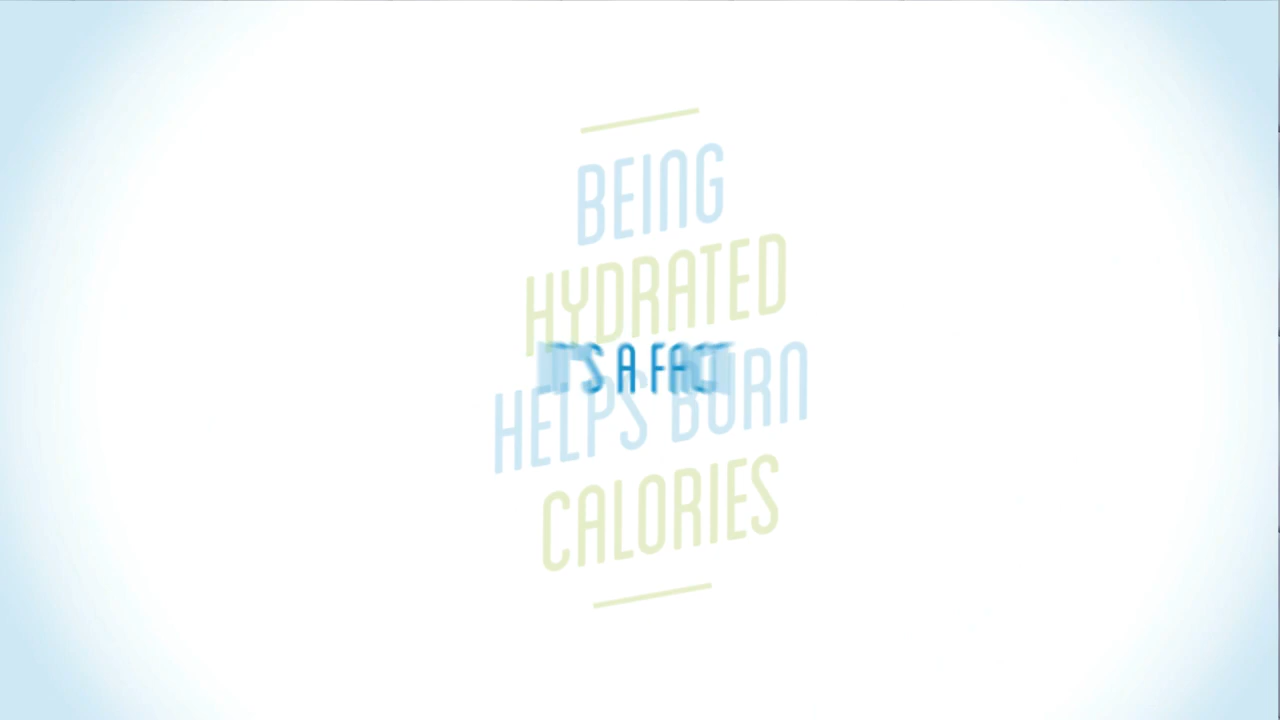 BEING
HYDRATED
IT'S A FACT
HELPS BURN
CALORIES